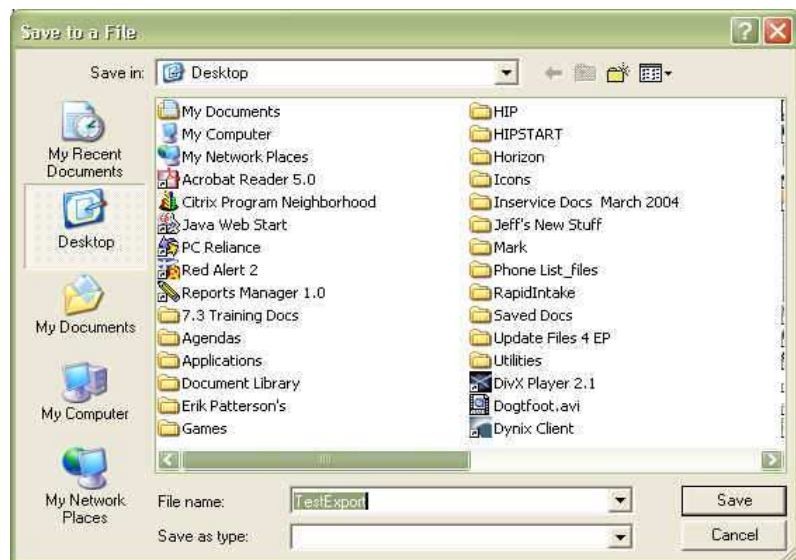 Save to a File
Save in:
Desktop
My Recent
Documents
Desktop
My Documents
My Computer
My Network
Places
My Documents
My Computer
My Network Places
Acrobat Reader 5.0
Citrix Program Neighborhood
Java Web Start
PC Reliance
Red Alert 2
Reports Manager 1.0
7.3 Training Docs
Agendas
Applications
Document Library
Erik Patterson's
Games
HIP
HIPSTART
Horizon
Icons
Inservice Docs March 2004
Jeff's New Stuff
Mark
Phone List_files
RapidIntake
Saved Docs
Update Files 4 EP
Utilities
DivX Player 2.1
Dogtfoot.avi
Dynix Client
File name:
TestExport
Save
Save as type:
Cancel